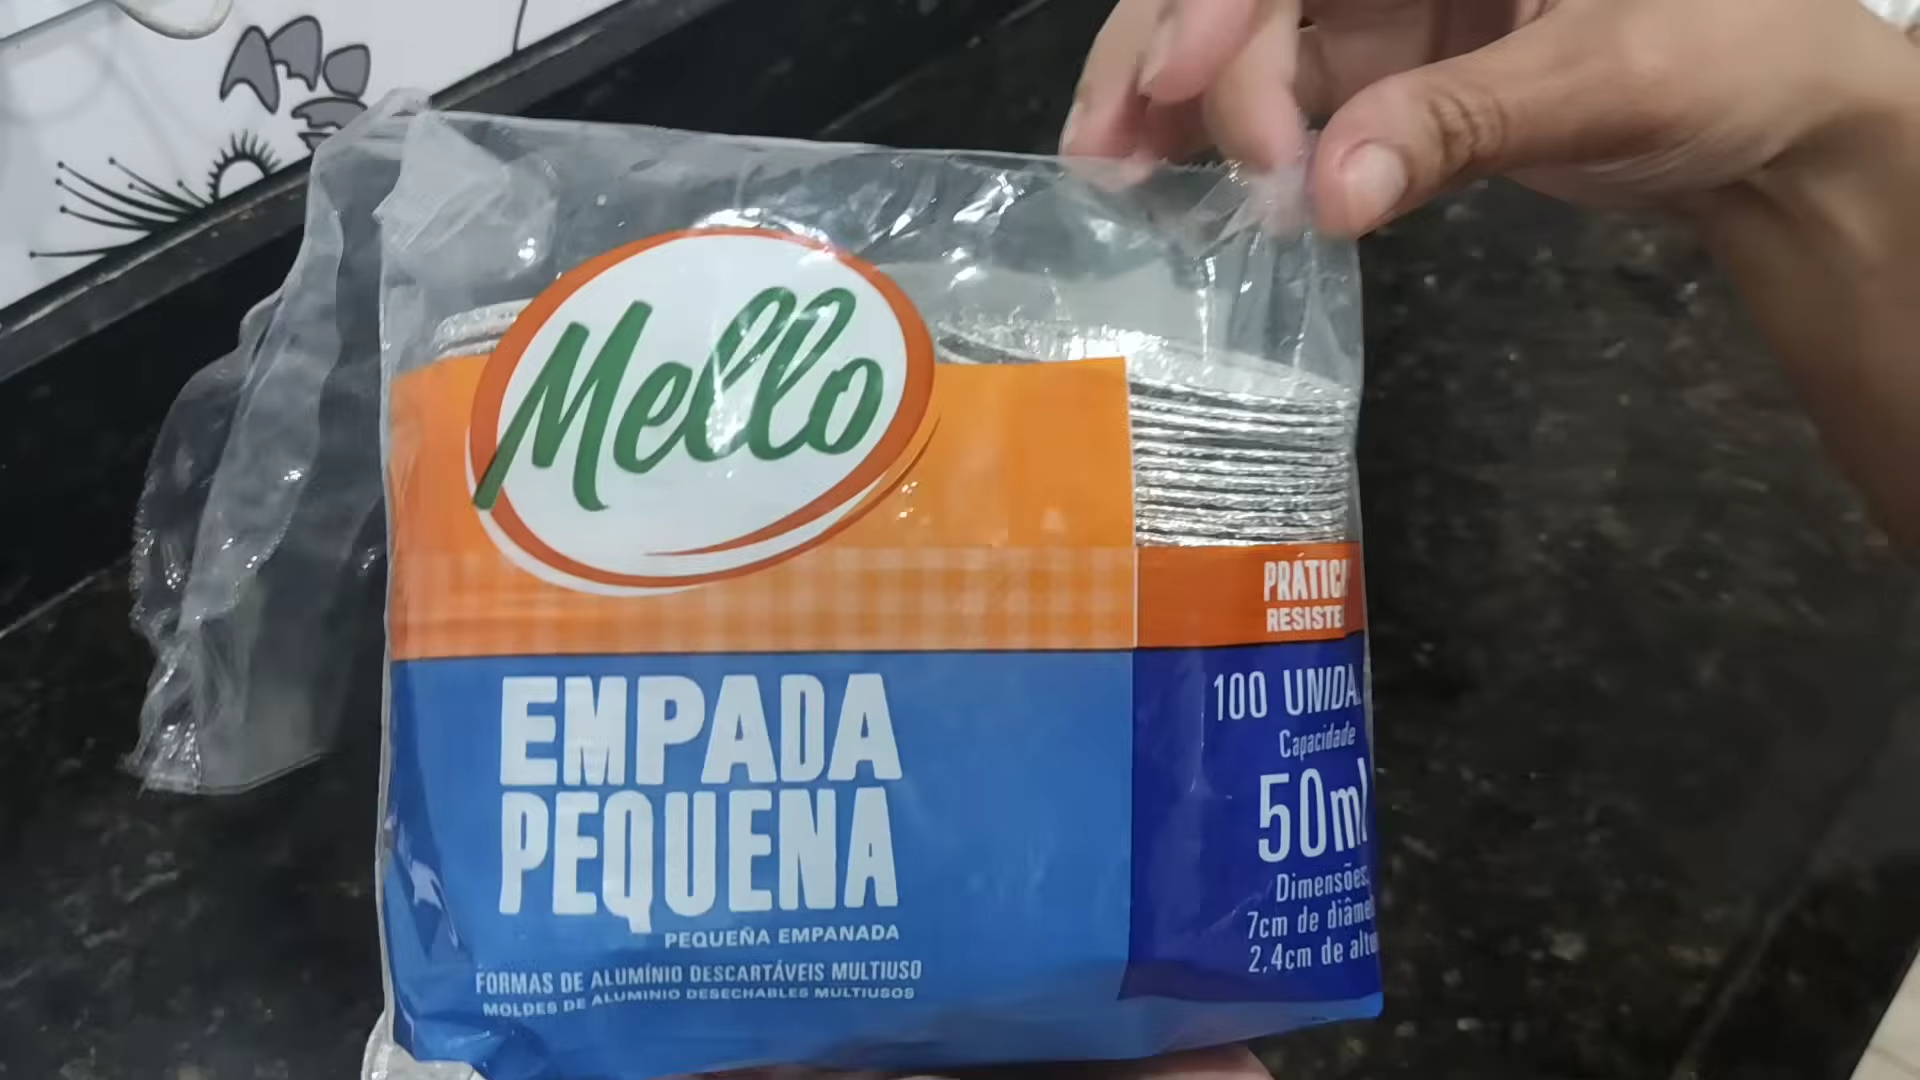 Mello
PRÁTIC
RESISTE
EMPADA
PEQUENA
PEQUEÑA EMPANADA
FORMAS DE ALUMÍNIO DESCARTÁVEIS MULTIUSO
MOLDES DE ALUMINIO DESECHABLES MULTIUSOS
100 UNIDA
Capacidade
50ml
Dimensões:
7cm de diâme
2,4cm de altu